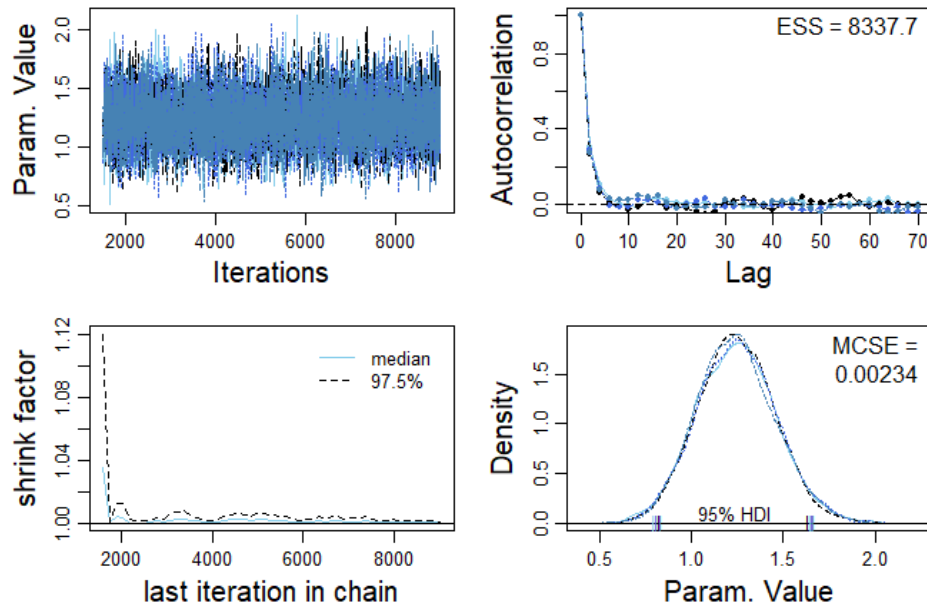 Param. Value
0.5 1.0 1.5 2.0
2000 4000 6000 8000
Iterations
Autocorrelation
0.0 0.4 0.8
ESS = 8337.7
0 10 20 30 40 50 60 70
Lag
shrink factor
1.00 1.04 1.08 1.12
median
97.5%
2000 4000 6000 8000
last iteration in chain
Density
0.0 0.5 1.0 1.5
MCSE =
0.00234
95% HDI
0.5 1.0 1.5 2.0
Param. Value